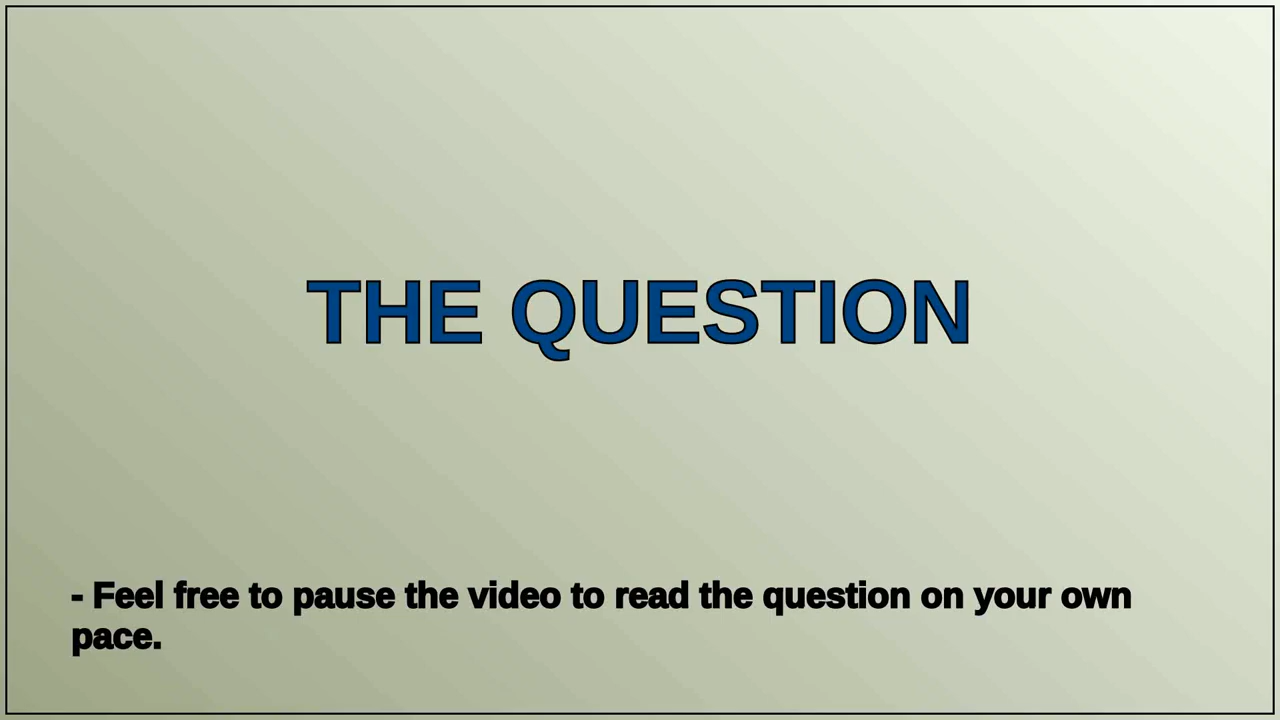 THE QUESTION
- Feel free to pause the video to read the question on your own
pace.